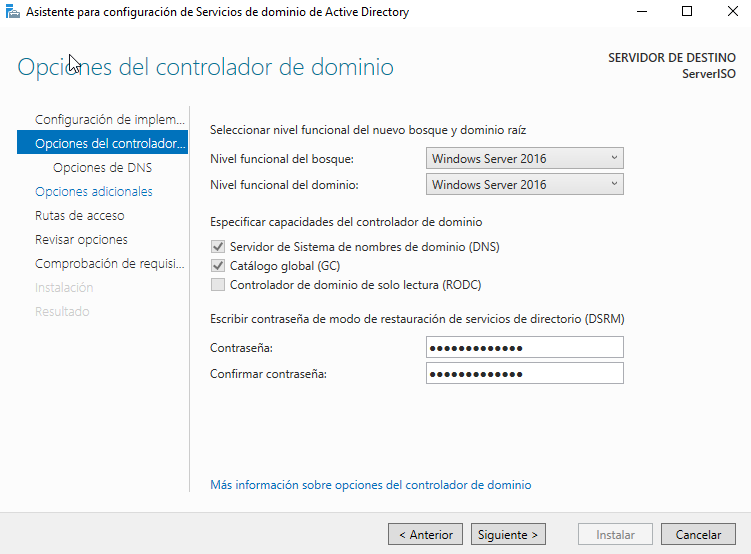 Asistente para configuración de Servicios de dominio de Active Directory
Opciones del controlador de dominio
SERVIDOR DE DESTINO
ServerISO
Configuración de implem...
Opciones del controlador...
Opciones de DNS
Opciones adicionales
Rutas de acceso
Revisar opciones
Comprobación de requisi...
Instalación
Resultado
Seleccionar nivel funcional del nuevo bosque y dominio raíz
Nivel funcional del bosque: Windows Server 2016
Nivel funcional del dominio: Windows Server 2016
Especificar capacidades del controlador de dominio
Servidor de Sistema de nombres de dominio (DNS)
Catálogo global (GC)
Controlador de dominio de solo lectura (RODC)
Escribir contraseña de modo de restauración de servicios de directorio (DSRM)
Contraseña: ●●●●●●●●●●●●●
Confirmar contraseña: ●●●●●●●●●●●●●
Más información sobre opciones del controlador de dominio
< Anterior Siguiente > Instalar Cancelar